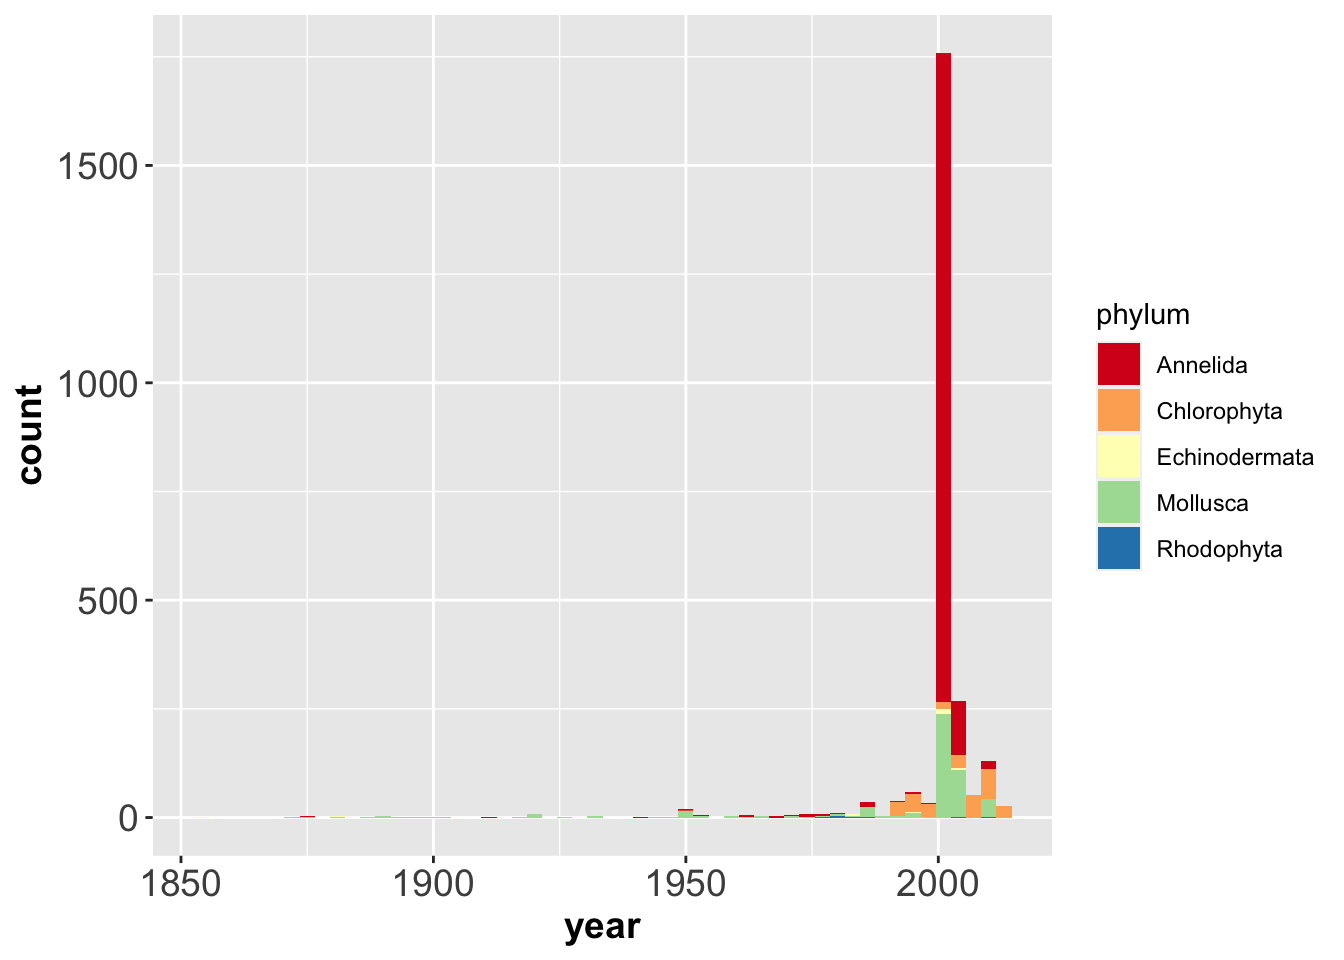 1500
1000
500
0
count
1850 1900 1950 2000
year
phylum
Annelida
Chlorophyta
Echinodermata
Mollusca
Rhodophyta